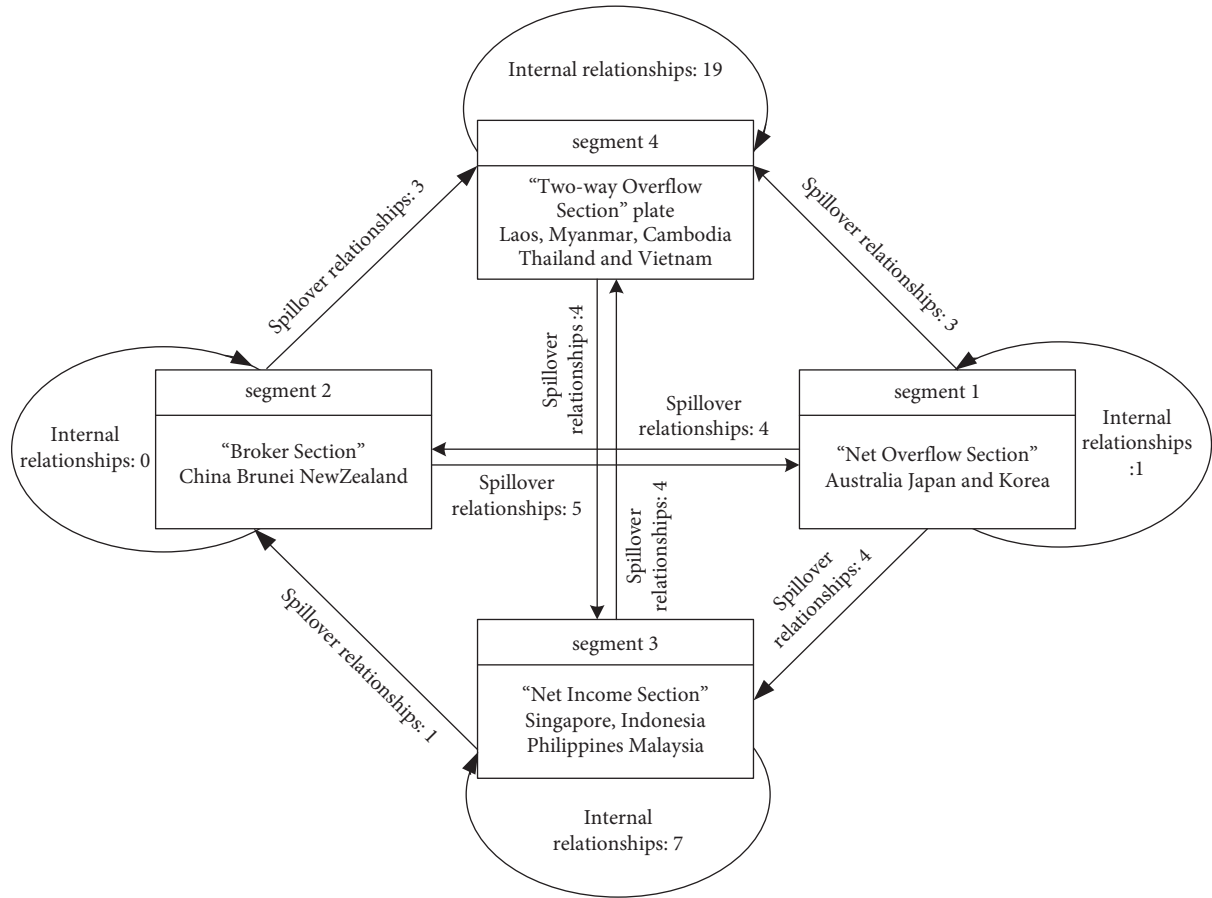 Internal relationships: 19
segment 4
“Two-way Overflow
Section” plate
Laos, Myanmar, Cambodia
Thailand and Vietnam
Spillover relationships: 3
Spillover relationships: 3
Spillover
relationships :4
segment 2
“Broker Section”
China Brunei NewZealand
Internal
relationships: 0
Spillover
relationships: 4
Spillover
relationships: 5
segment 1
“Net Overflow Section”
Australia Japan and Korea
Internal
relationships
:1
Spillover
relationships: 4
Spillover
relationships: 4
Spillover relationships: 1
segment 3
“Net Income Section”
Singapore, Indonesia
Philippines Malaysia
Internal
relationships: 7